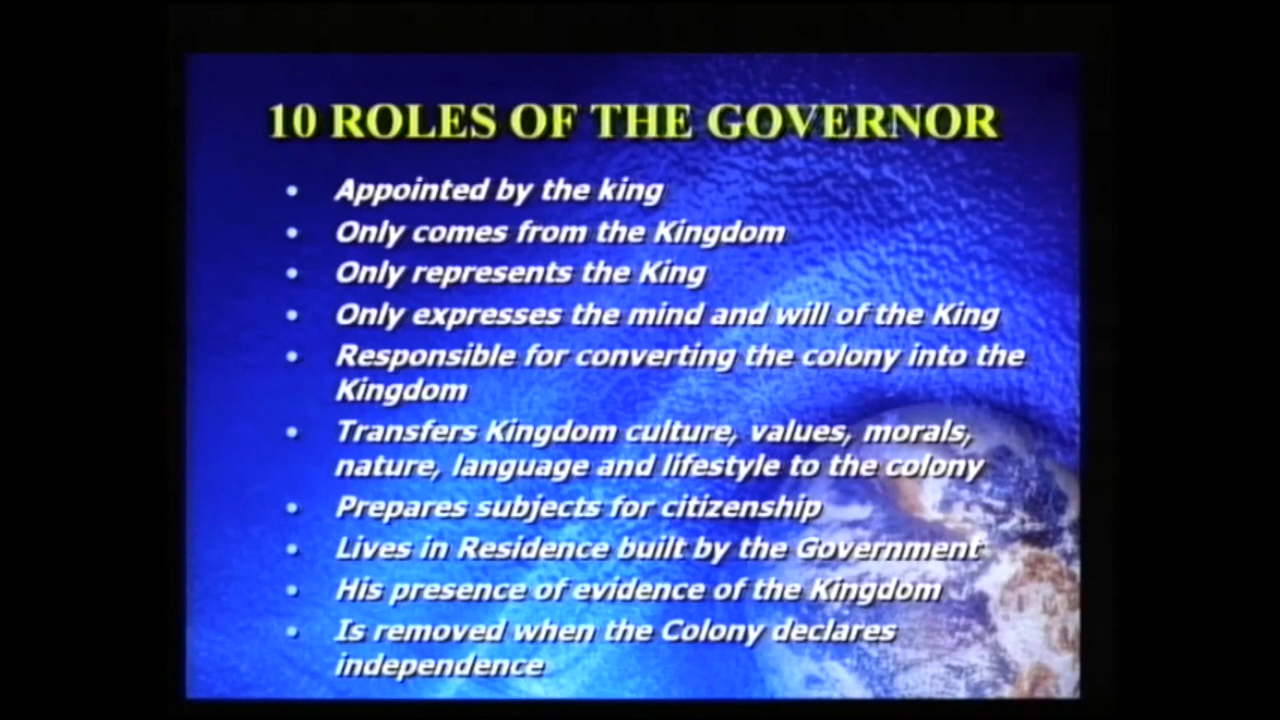 10 ROLES OF THE GOVERNOR
• Appointed by the king
• Only comes from the Kingdom
• Only represents the King
• Only expresses the mind and will of the King
• Responsible for converting the colony into the
Kingdom
• Transfers Kingdom culture, values, morals,
nature, language and lifestyle to the colony
• Prepares subjects for citizenship
• Lives in Residence built by the Government
• His presence of evidence of the Kingdom
• Is removed when the Colony declares
independence